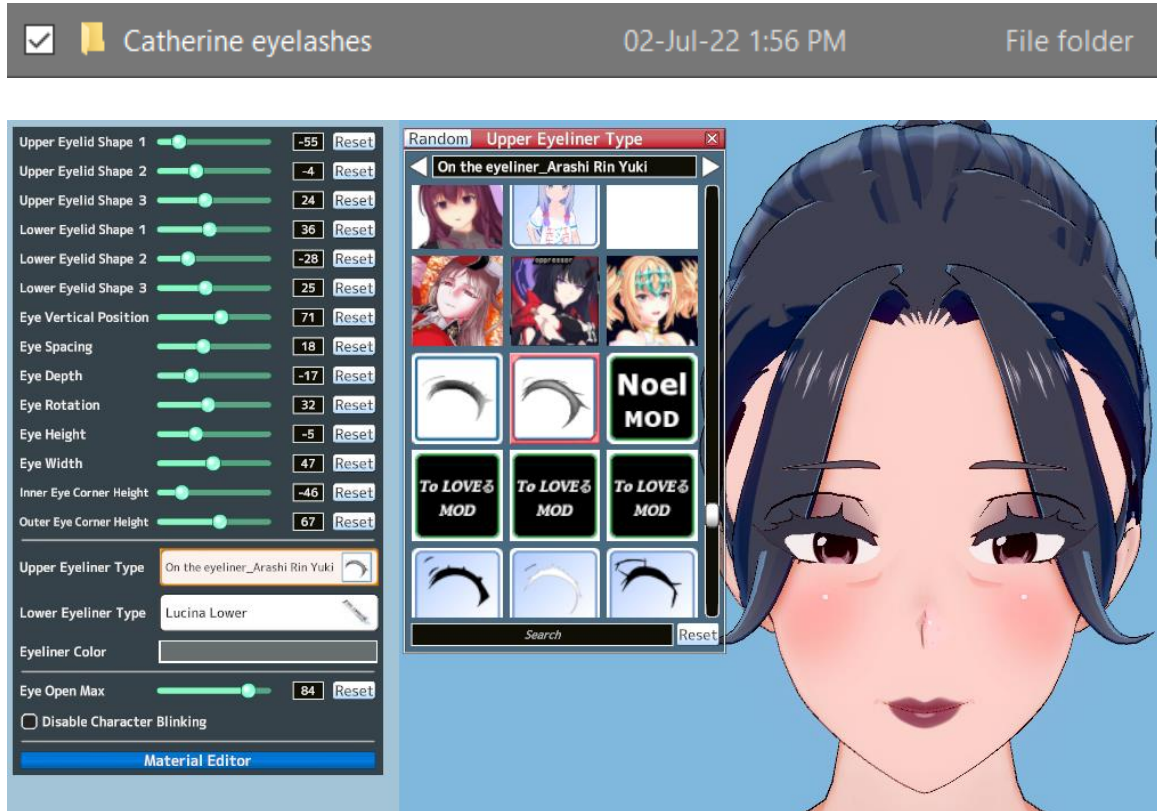 Catherine eyelashes 02-Jul-22 1:56 PM File folder
Upper Eyelid Shape 1 -55 Reset
Upper Eyelid Shape 2 -4 Reset
Upper Eyelid Shape 3 24 Reset
Lower Eyelid Shape 1 36 Reset
Lower Eyelid Shape 2 -28 Reset
Lower Eyelid Shape 3 25 Reset
Eye Vertical Position 71 Reset
Eye Spacing 18 Reset
Eye Depth -17 Reset
Eye Rotation 32 Reset
Eye Height -5 Reset
Eye Width 47 Reset
Inner Eye Corner Height -46 Reset
Outer Eye Corner Height 67 Reset
Upper Eyeliner Type On the eyeliner_Arashi Rin Yuki
Lower Eyeliner Type Lucina Lower
Eyeliner Color
Eye Open Max 84 Reset
Disable Character Blinking
Material Editor
Random Upper Eyeliner Type
On the eyeliner_Arashi Rin Yuki
oppressor
Noel
MOD
To LOVEる To LOVEる To LOVEる
MOD MOD MOD
Search Reset